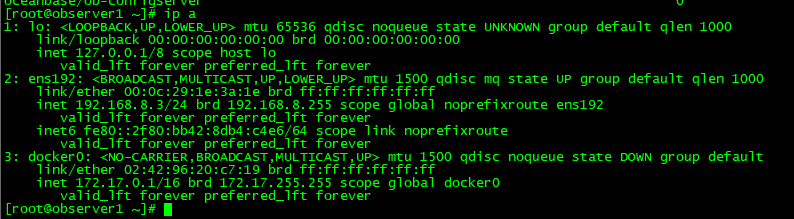 oceanbase/ob-configserver 0
[root@observer1 ~]# ip a
1: lo: <LOOPBACK,UP,LOWER_UP> mtu 65536 qdisc noqueue state UNKNOWN group default qlen 1000
    link/loopback 00:00:00:00:00:00 brd 00:00:00:00:00:00
    inet 127.0.0.1/8 scope host lo
       valid_lft forever preferred_lft forever
2: ens192: <BROADCAST,MULTICAST,UP,LOWER_UP> mtu 1500 qdisc mq state UP group default qlen 1000
    link/ether 00:0c:29:1e:3a:1e brd ff:ff:ff:ff:ff:ff
    inet 192.168.8.3/24 brd 192.168.8.255 scope global noprefixroute ens192
       valid_lft forever preferred_lft forever
    inet6 fe80::2f80:bb42:8db4:c4e6/64 scope link noprefixroute
       valid_lft forever preferred_lft forever
3: docker0: <NO-CARRIER,BROADCAST,MULTICAST,UP> mtu 1500 qdisc noqueue state DOWN group default
    link/ether 02:42:96:20:c7:19 brd ff:ff:ff:ff:ff:ff
    inet 172.17.0.1/16 brd 172.17.255.255 scope global docker0
       valid_lft forever preferred_lft forever
[root@observer1 ~]#